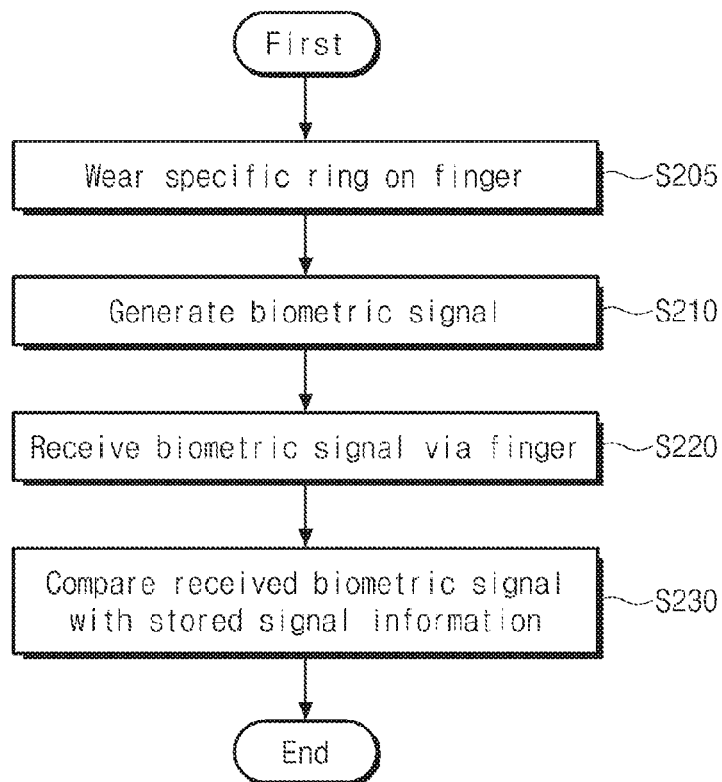 First
Wear specific ring on finger
S205
Generate biometric signal
S210
Receive biometric signal via finger
S220
Compare received biometric signal
with stored signal information
S230
End